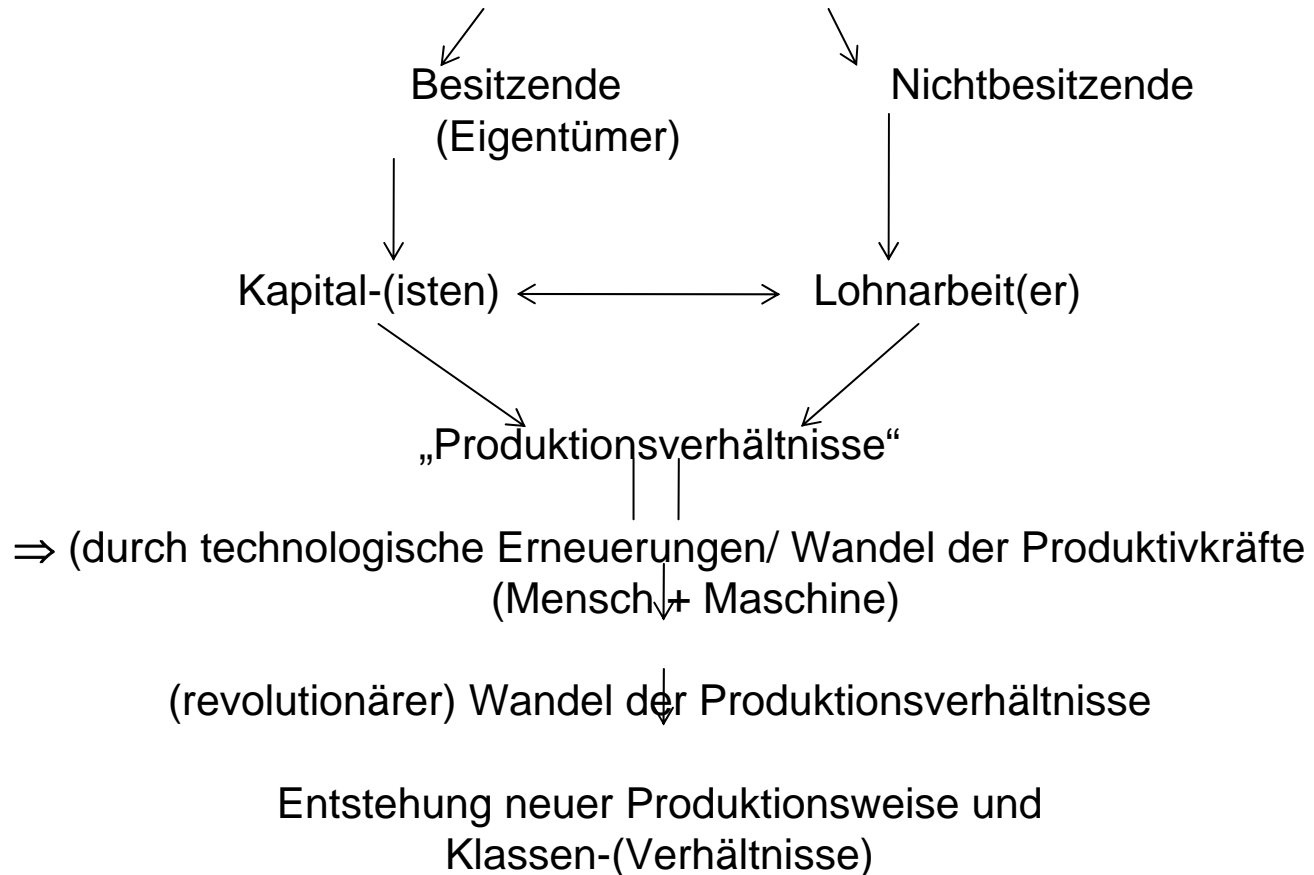 Besitzende Nichtbesitzende
(Eigentümer)
Kapital-(isten) Lohnarbeit(er)
„Produktionsverhältnisse“
⇒ (durch technologische Erneuerungen/ Wandel der Produktivkräfte
(Mensch + Maschine)
(revolutionärer) Wandel der Produktionsverhältnisse
Entstehung neuer Produktionsweise und
Klassen-(Verhältnisse)